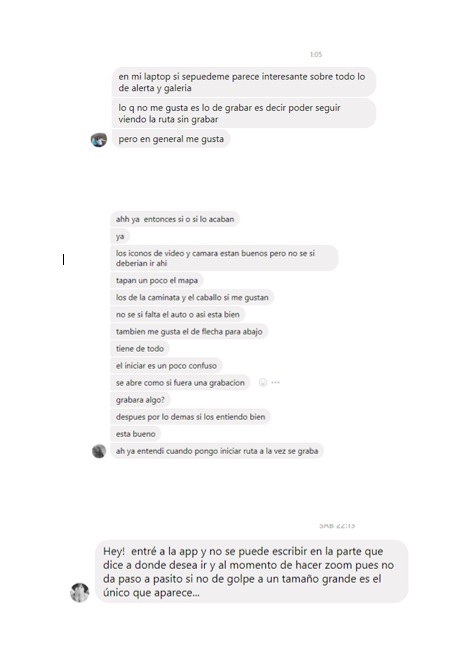 1:05
en mi laptop si sepuedeme parece interesante sobre todo lo
de alerta y galeria
lo q no me gusta es lo de grabar es decir poder seguir
viendo la ruta sin grabar
pero en general me gusta
ahh ya entonces si o si lo acaban
ya
los iconos de video y camara estan buenos pero no se si
deberian ir ahi
tapan un poco el mapa
los de la caminata y el caballo si me gustan
no se si falta el auto o asi esta bien
tambien me gusta el de flecha para abajo
tiene de todo
el iniciar es un poco confuso
se abre como si fuera una grabacion
grabara algo?
despues por lo demas si los entiendo bien
esta bueno
ah ya entendi cuando pongo iniciar ruta a la vez se graba
SÁB 22:13
Hey! entré a la app y no se puede escribir en la parte que
dice a donde desea ir y al momento de hacer zoom pues no
da paso a pasito si no de golpe a un tamaño grande es el
único que aparece...